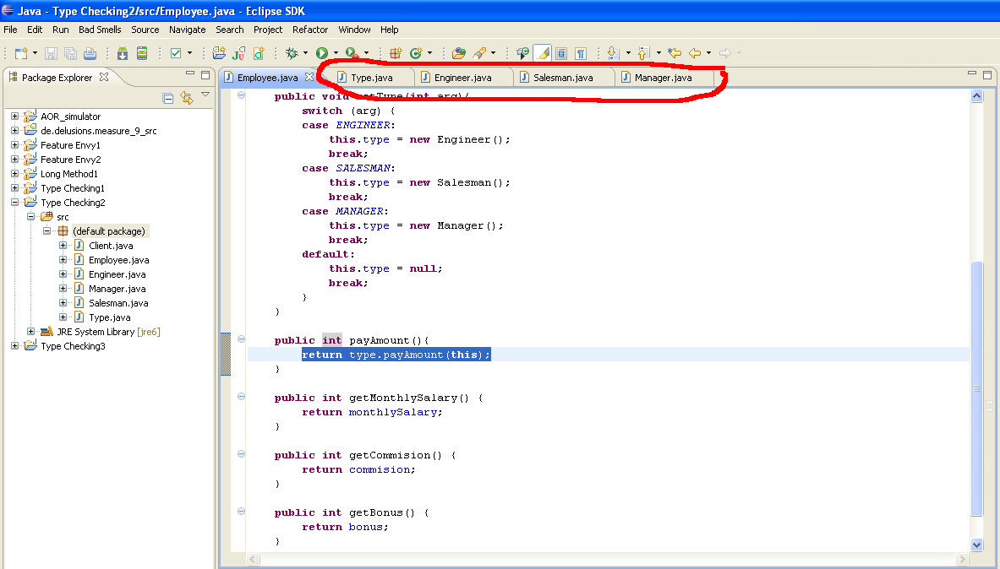 Java - Type Checking2/src/Employee.java - Eclipse SDK
File Edit Run Bad Smells Source Navigate Search Project Refactor Window Help
Package Explorer
AOR_simulator
de.delusions.measure_9_src
Feature Envy1
Feature Envy2
Long Method1
Type Checking1
Type Checking2
src
(default package)
Client.java
Employee.java
Engineer.java
Manager.java
Salesman.java
Type.java
JRE System Library [jre6]
Type Checking3
Employee.java Type.java Engineer.java Salesman.java Manager.java
public void setType(int arg){
switch (arg) {
case ENGINEER:
this.type = new Engineer();
break;
case SALESMAN:
this.type = new Salesman();
break;
case MANAGER:
this.type = new Manager();
break;
default:
this.type = null;
break;
}
}
public int payAmount(){
return type.payAmount(this);
}
public int getMonthlySalary() {
return monthlySalary;
}
public int getCommision() {
return commision;
}
public int getBonus() {
return bonus;
}